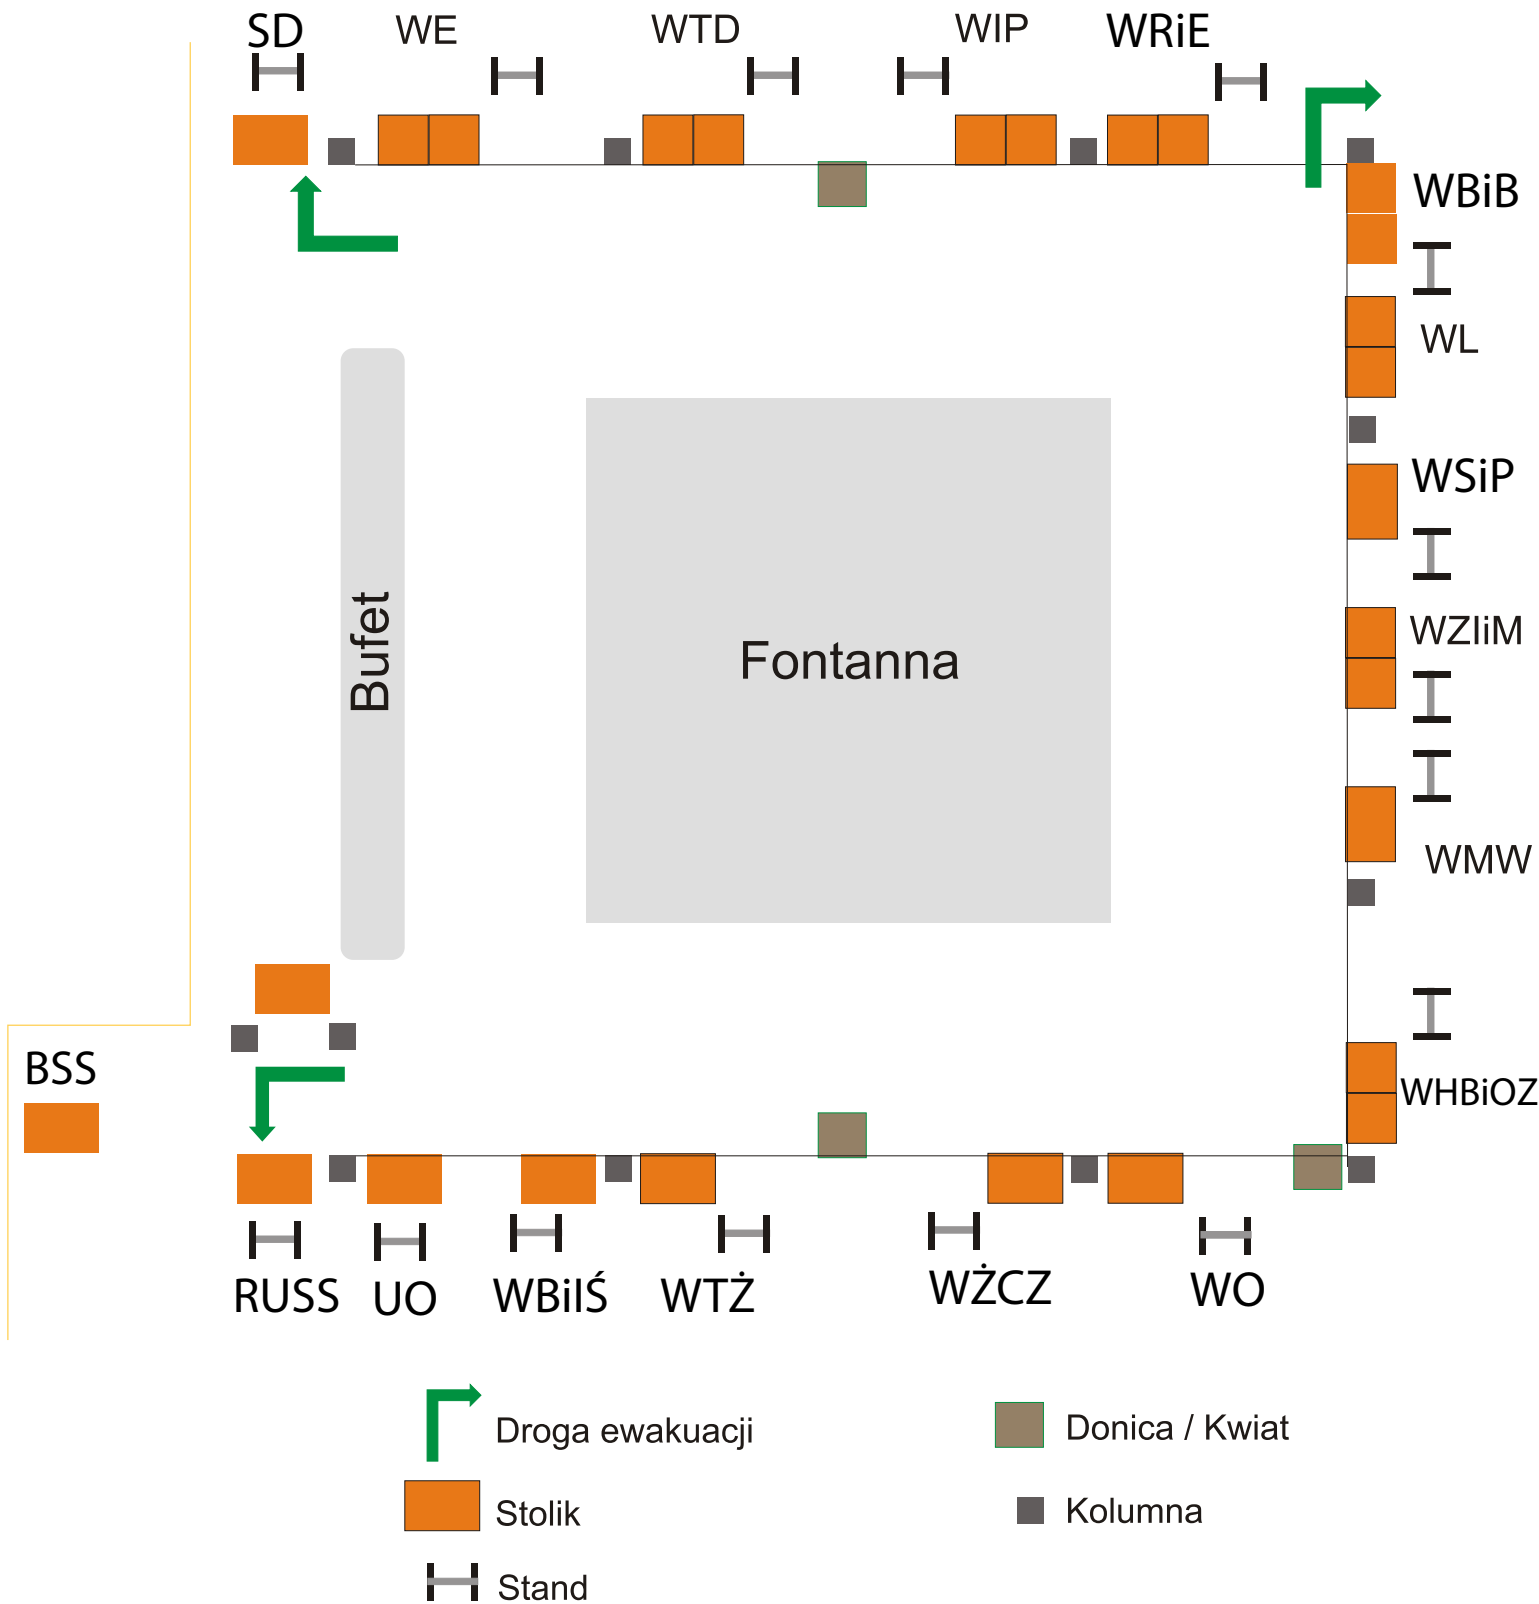 SD
WE
WTD
WIP
WRiE
WBiB
WL
WSiP
WZIiM
WMW
WHBiOZ
Bufet
Fontanna
BSS
RUSS
UO
WBiIŚ
WTŻ
WŻCZ
WO
Droga ewakuacji
Donica / Kwiat
Stolik
Kolumna
Stand